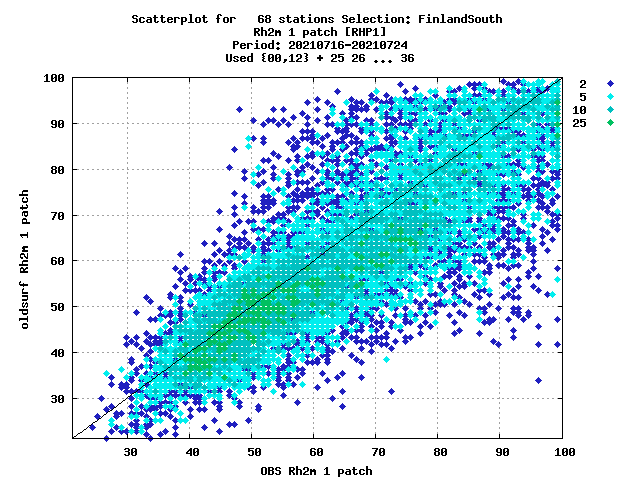 Scatterplot for   68 stations Selection: FinlandSouth
Rh2m 1 patch [RHP1]
Period: 20210716-20210724
Used {00,12} + 25 26 ... 36
2
5
10
25
100
90
80
70
60
50
40
30
oldsurf Rh2m 1 patch
30 40 50 60 70 80 90 100
OBS Rh2m 1 patch